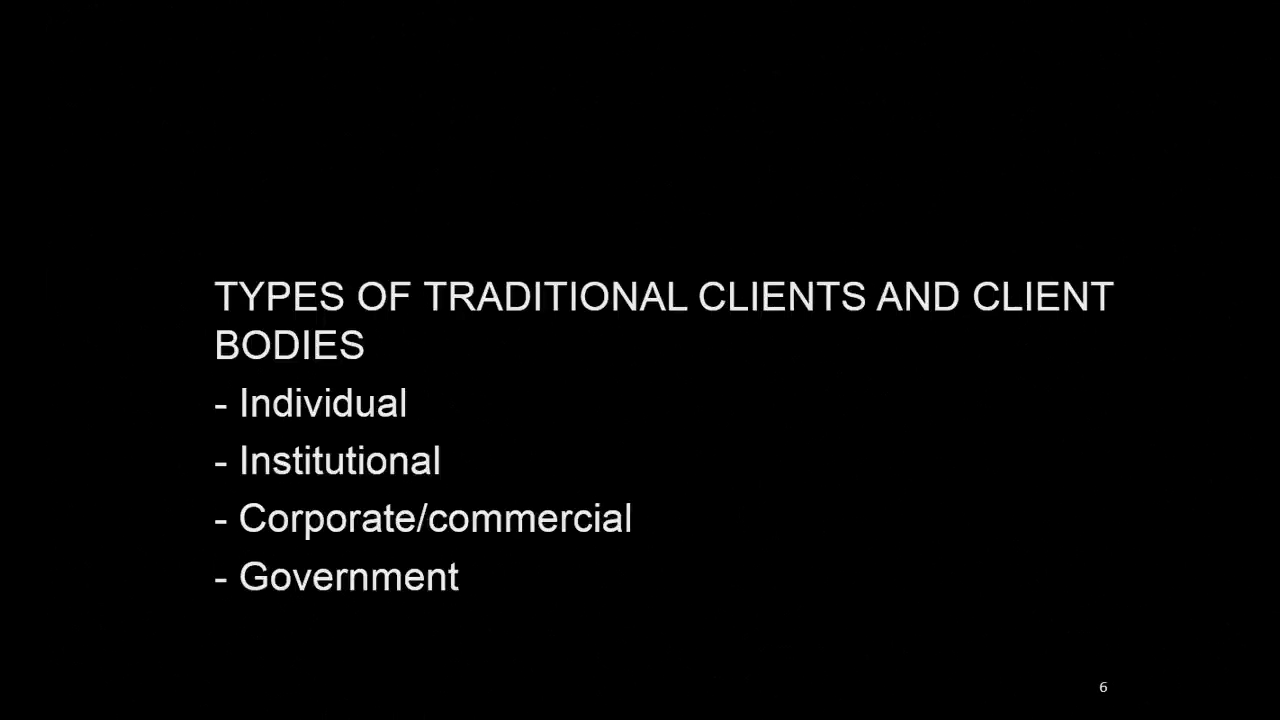 TYPES OF TRADITIONAL CLIENTS AND CLIENT
BODIES
- Individual
- Institutional
- Corporate/commercial
- Government
6